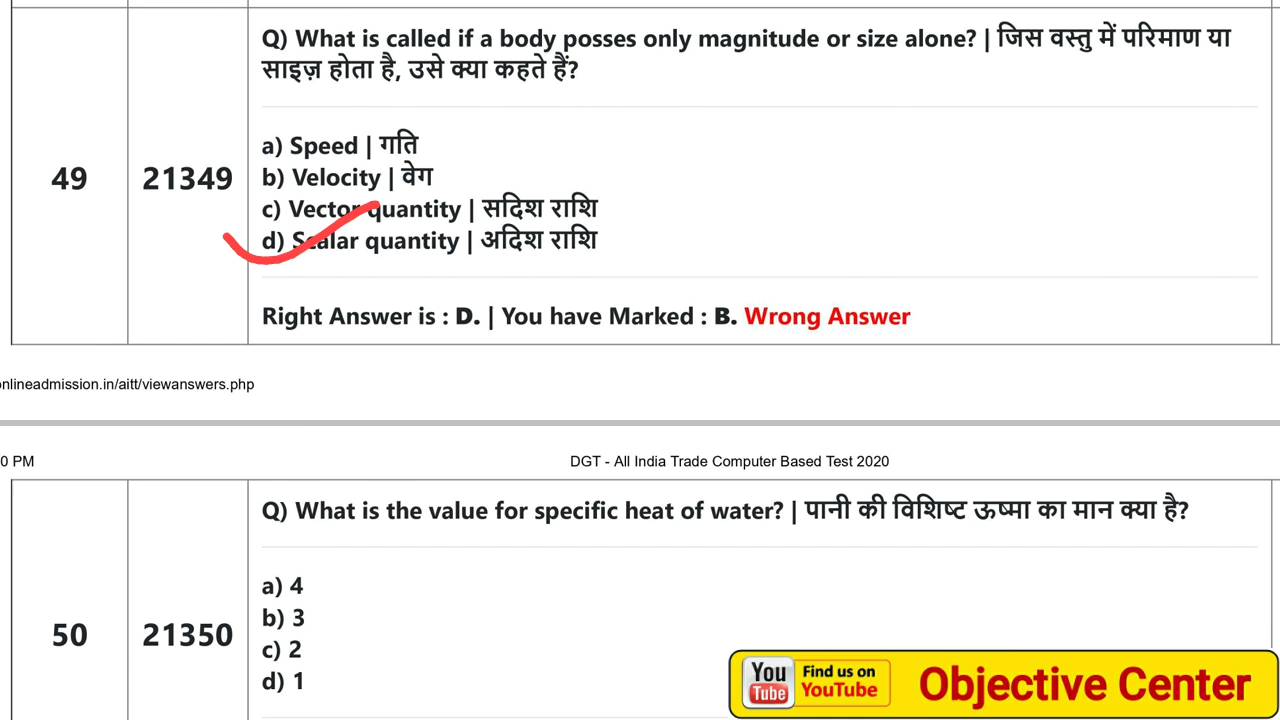 Q) What is called if a body posses only magnitude or size alone? | जिस वस्तु में परिमाण या
साइज़ होता है, उसे क्या कहते हैं?
49
21349
a) Speed | गति
b) Velocity | वेग
c) Vector quantity | सदिश राशि
d) Scalar quantity | अदिश राशि
Right Answer is : D. | You have Marked : B. Wrong Answer
onlineadmission.in/aitt/viewanswers.php
0 PM
DGT - All India Trade Computer Based Test 2020
Q) What is the value for specific heat of water? | पानी की विशिष्ट ऊष्मा का मान क्या है?
50
21350
a) 4
b) 3
c) 2
d) 1
You
Tube
Find us on
YouTube
Objective Center